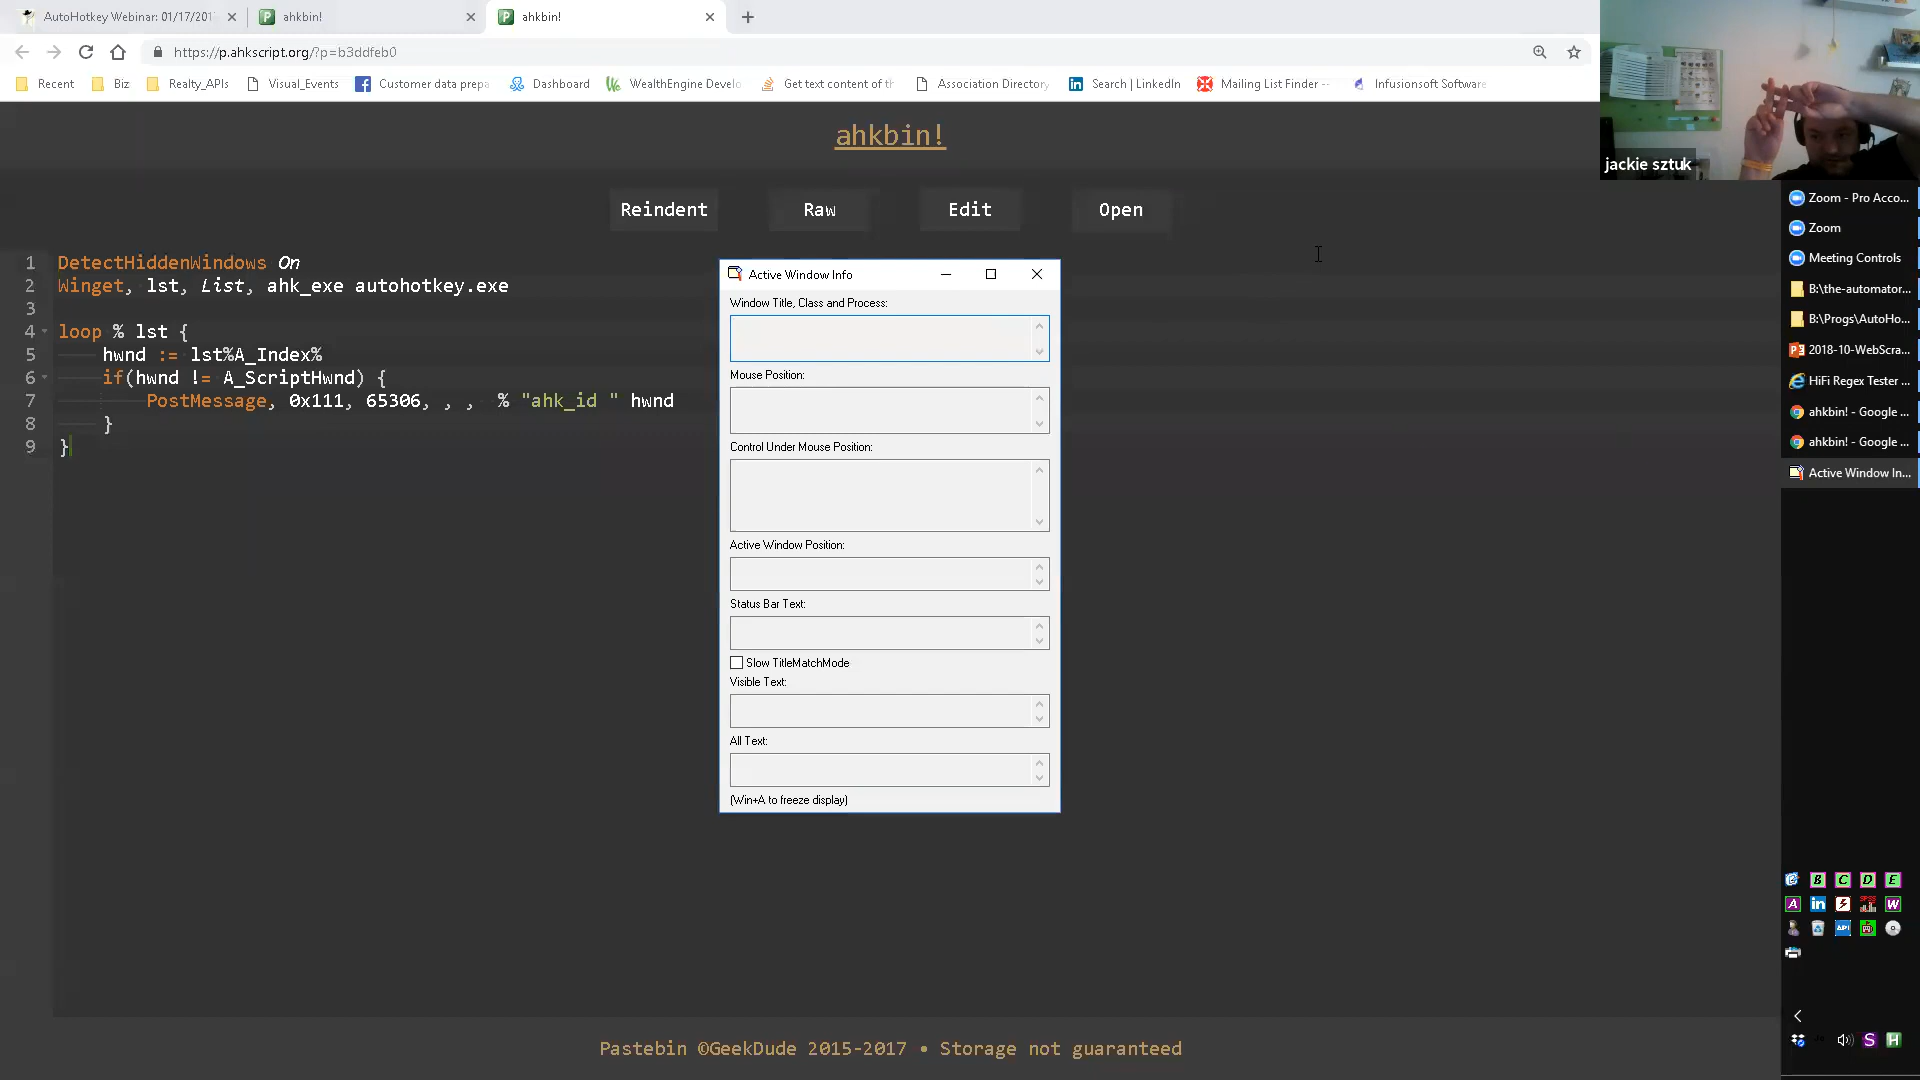 AutoHotkey Webinar: 01/17/201
ahkbin!
ahkbin!
https://p.ahkscript.org/?p=b3ddfeb0
Recent
Biz
Realty_APIs
Visual_Events
Customer data prepa
Dashboard
WealthEngine Develo
Get text content of th
Association Directory
Search | LinkedIn
Mailing List Finder --
Infusionsoft Software
jackie sztuk
ahkbin!
Reindent
Raw
Edit
Open
1 DetectHiddenWindows On
2 Winget, lst, List, ahk_exe autohotkey.exe
3
4 loop % lst {
5 hwnd := lst%A_Index%
6 if(hwnd != A_ScriptHwnd) {
7 PostMessage, 0x111, 65306, , , % "ahk_id " hwnd
8 }
9 }
Active Window Info
Window Title, Class and Process:
Mouse Position:
Control Under Mouse Position:
Active Window Position:
Status Bar Text:
Slow TitleMatchMode
Visible Text:
All Text:
(Win+A to freeze display)
Zoom - Pro Acco...
Zoom
Meeting Controls
B:\the-automator...
B:\Progs\AutoHo...
2018-10-WebScra...
HiFi Regex Tester ...
ahkbin! - Google ...
ahkbin! - Google ...
Active Window In...
B C D E
A in SPSS W
API
S H
Pastebin ©GeekDude 2015-2017 • Storage not guaranteed